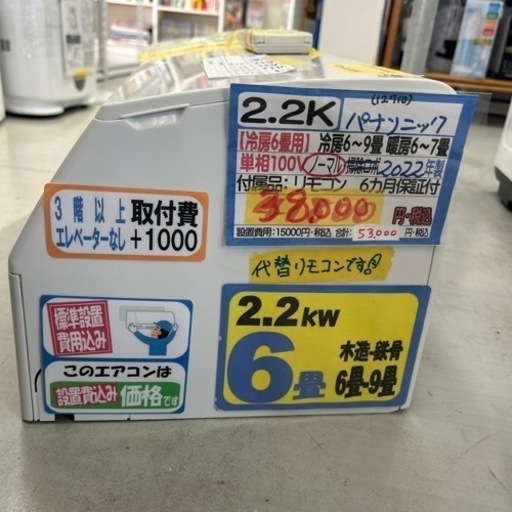 2.2K
(12910)
パナソニック
【冷房6畳用】 冷房6～9畳 暖房6～7畳
単相100V ノーマル 掃除ロボ 2022年製
付属品:リモコン 6カ月保証付
38,000 円・税込
設置費用:15000円・税込 合計:53,000円・税込
3階以上 取付費
エレベーターなし +1000
代替リモコンです
標準設置
費用込み
このエアコンは
設置費込み 価格です
2.2kw
6畳
木造-鉄骨
6畳-9畳